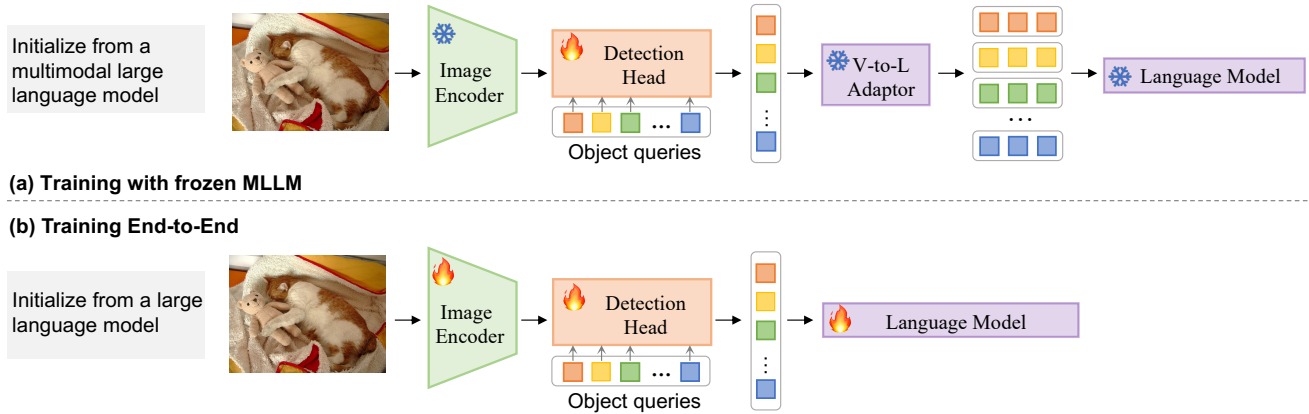 Initialize from a
multimodal large
language model
Image
Encoder
Detection
Head
Object queries
V-to-L
Adaptor
Language Model
(a) Training with frozen MLLM
(b) Training End-to-End
Initialize from a large
language model
Image
Encoder
Detection
Head
Object queries
Language Model